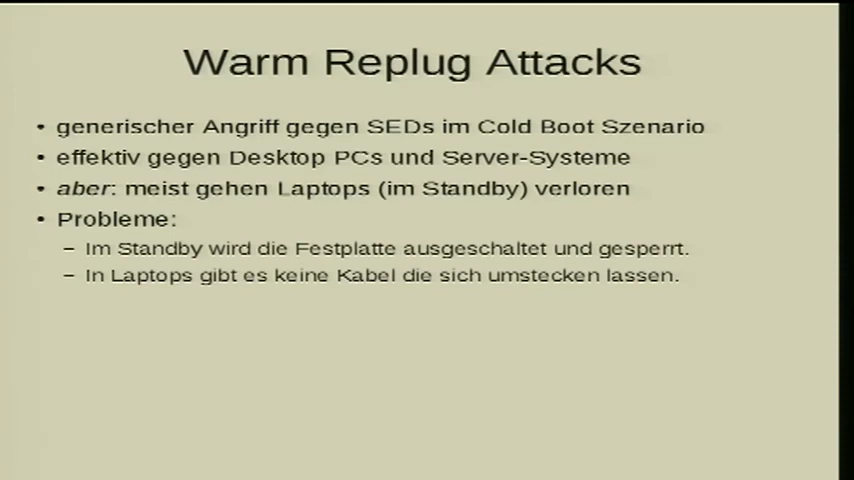 Warm Replug Attacks
• generischer Angriff gegen SEDs im Cold Boot Szenario
• effektiv gegen Desktop PCs und Server-Systeme
• aber: meist gehen Laptops (im Standby) verloren
• Probleme:
– Im Standby wird die Festplatte ausgeschaltet und gesperrt.
– In Laptops gibt es keine Kabel die sich umstecken lassen.